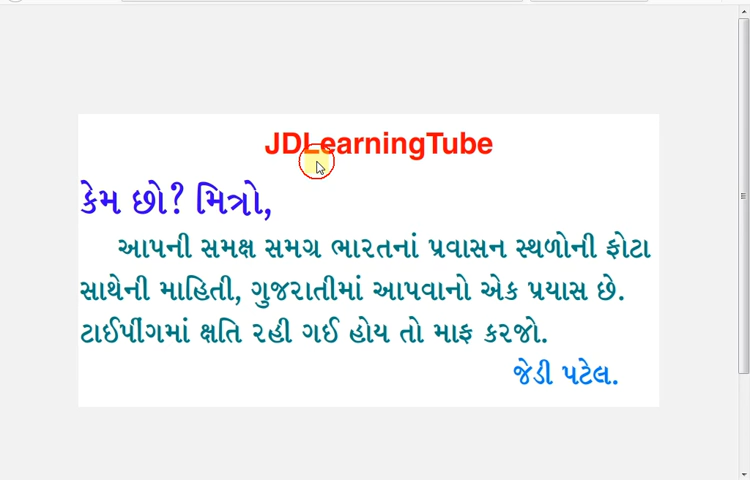 JDLearningTube
કેમ છો? મિત્રો,
આપની સમક્ષ સમગ્ર ભારતનાં પ્રવાસન સ્થળોની ફોટા
સાથેની માહિતી, ગુજરાતીમાં આપવાનો એક પ્રયાસ છે.
ટાઈપીંગમાં ક્ષતિ રહી ગઈ હોય તો માફ કરજો.
જેડી પટેલ.